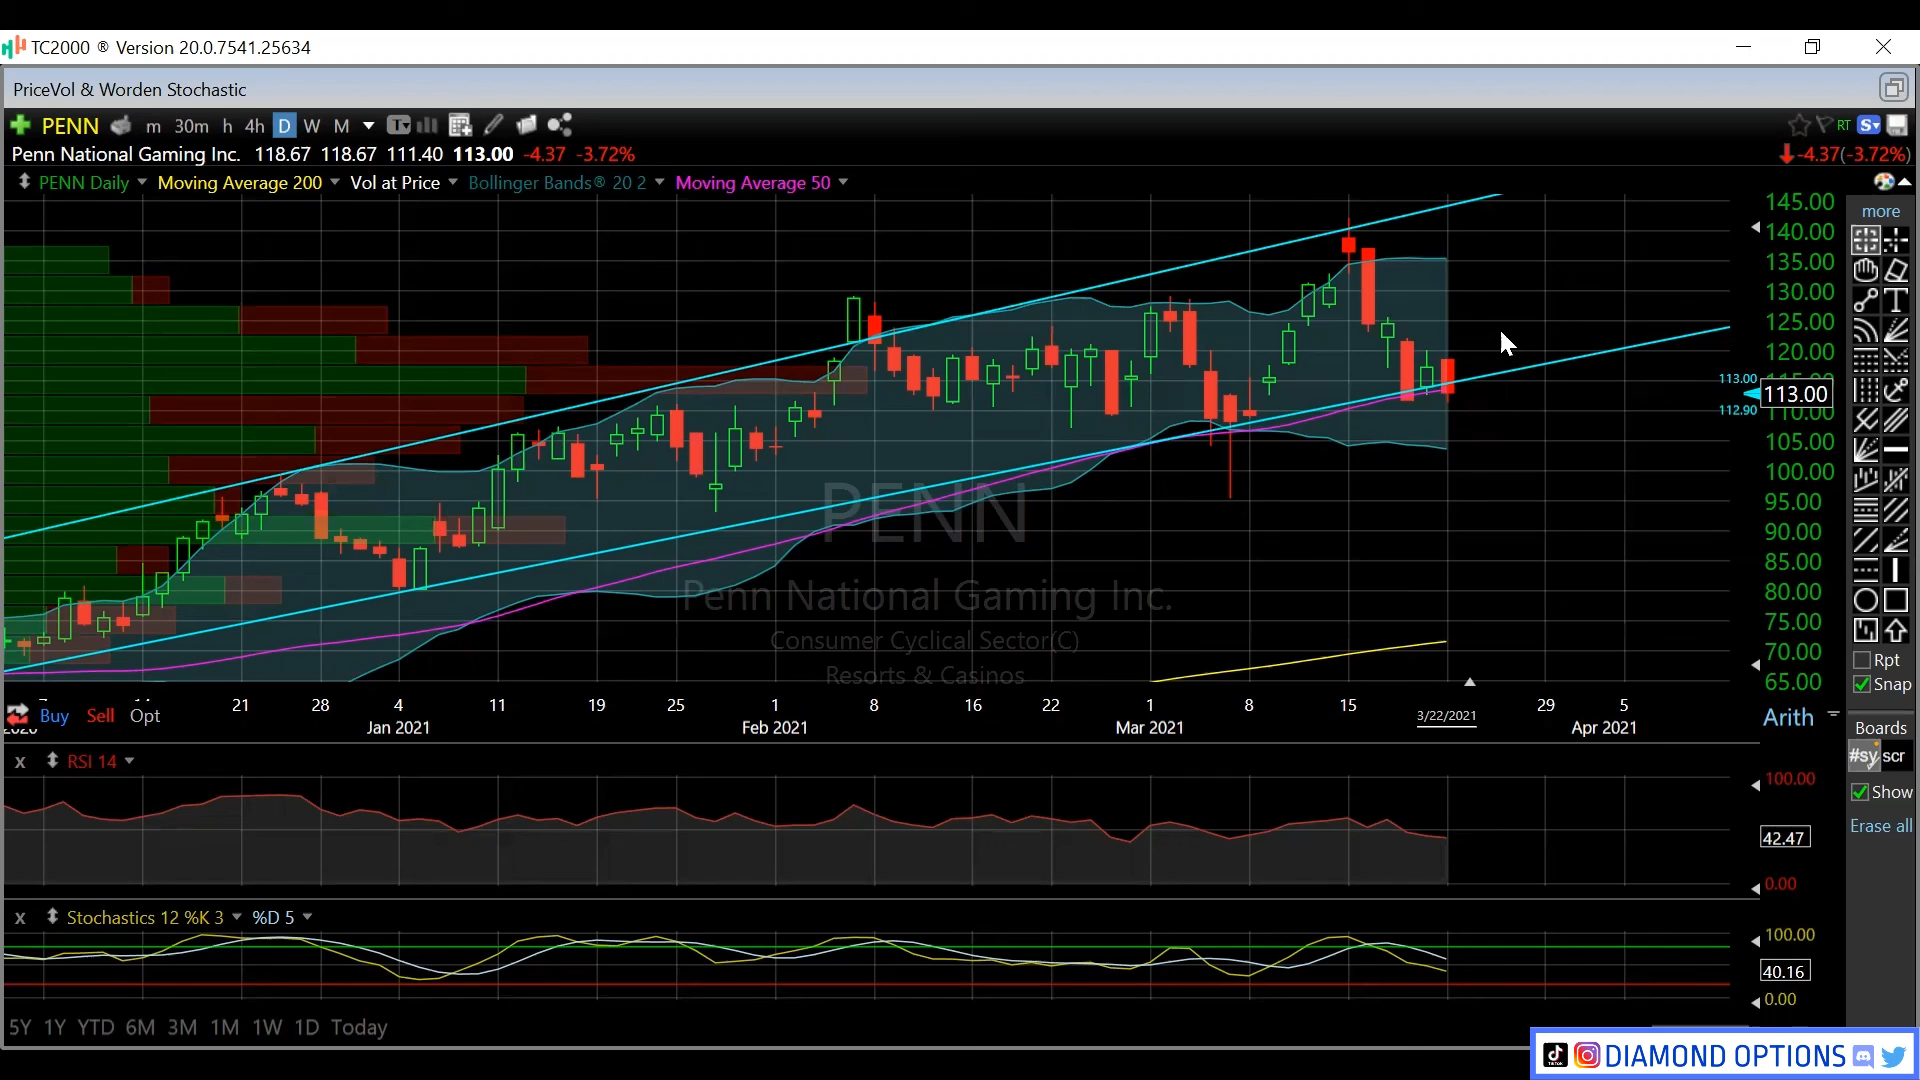 TC2000 ® Version 20.0.7541.25634
PriceVol & Worden Stochastic
PENN m 30m h 4h D W M T RT S
Penn National Gaming Inc. 118.67 118.67 111.40 113.00 -4.37 -3.72% -4.37(-3.72%)
PENN Daily Moving Average 200 Vol at Price Bollinger Bands® 20 2 Moving Average 50
145.00
more
140.00
135.00
130.00
125.00
120.00
113.00
113.00
112.90
110.00
105.00
100.00
95.00
90.00
85.00
80.00
75.00
70.00
65.00
PENN
Penn National Gaming Inc.
Consumer Cyclical Sector(C)
Resorts & Casinos
Rpt
Snap
14 21 28 4 11 19 25 1 8 16 22 1 8 15 3/22/2021 29 5
Jan 2021 Feb 2021 Mar 2021 Apr 2021
Buy Sell Opt
Arith
Boards
#sy scr
Show
Erase all
x RSI 14
100.00
42.47
0.00
x Stochastics 12 %K 3 %D 5
100.00
40.16
0.00
5Y 1Y YTD 6M 3M 1M 1W 1D Today
DIAMOND OPTIONS